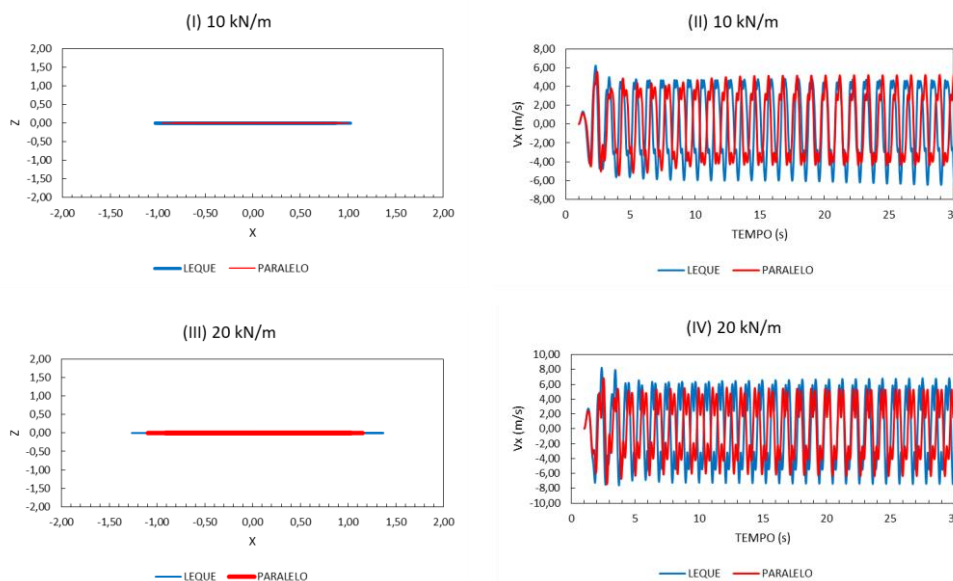 (I) 10 kN/m
2,00
1,50
1,00
0,50
0,00
-0,50
-1,00
-1,50
-2,00
Z
-2,00 -1,50 -1,00 -0,50 0,00 0,50 1,00 1,50 2,00
X
LEQUE PARALELO
(II) 10 kN/m
8,00
6,00
4,00
2,00
0,00
-2,00
-4,00
-6,00
-8,00
Vx (m/s)
0 5 10 15 20 25 30
TEMPO (s)
LEQUE PARALELO
(III) 20 kN/m
2,00
1,50
1,00
0,50
0,00
-0,50
-1,00
-1,50
-2,00
Z
-2,00 -1,50 -1,00 -0,50 0,00 0,50 1,00 1,50 2,00
X
LEQUE PARALELO
(IV) 20 kN/m
10,00
8,00
6,00
4,00
2,00
0,00
-2,00
-4,00
-6,00
-8,00
-10,00
Vx (m/s)
0 5 10 15 20 25
TEMPO (s)
LEQUE PARALELO